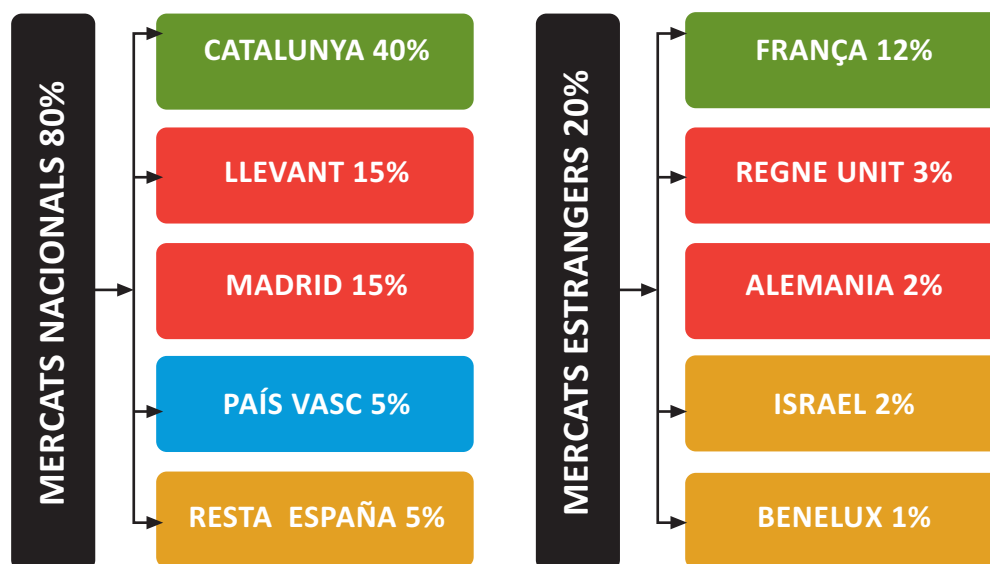 MERCATS NACIONALS 80%
CATALUNYA 40%
LLEVANT 15%
MADRID 15%
PAÍS VASC 5%
RESTA ESPAÑA 5%
MERCATS ESTRANGERS 20%
FRANÇA 12%
REGNE UNIT 3%
ALEMANIA 2%
ISRAEL 2%
BENELUX 1%